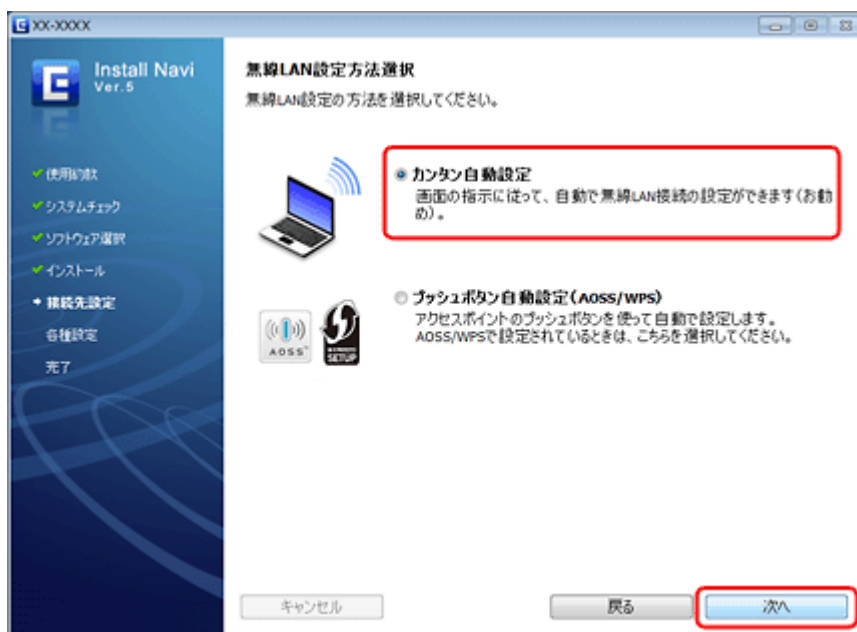 XX-XXXX
Install Navi
Ver.5
使用約款
システムチェック
ソフトウェア選択
インストール
接続先設定
各種設定
完了
無線LAN設定方法選択
無線LAN設定の方法を選択してください。
カンタン自動設定
画面の指示に従って、自動で無線LAN接続の設定ができます(お勧
め)。
プッシュボタン自動設定(AOSS/WPS)
アクセスポイントのプッシュボタンを使って自動で設定します。
AOSS/WPSで設定されているときは、こちらを選択してください。
AOSS
SETUP
キャンセル
戻る
次へ